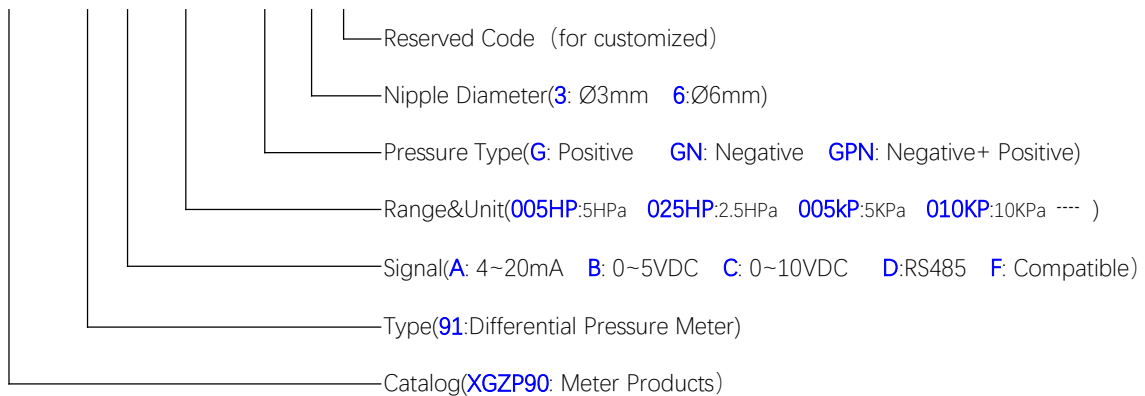 Reserved Code（for customized）
Nipple Diameter(3: Ø3mm 6:Ø6mm)
Pressure Type(G: Positive GN: Negative GPN: Negative+ Positive)
Range&Unit(005HP:5HPa 025HP:2.5HPa 005kP:5KPa 010KP:10KPa ---- )
Signal(A: 4~20mA B: 0~5VDC C: 0~10VDC D:RS485 F: Compatible)
Type(91:Differential Pressure Meter)
Catalog(XGZP90: Meter Products）